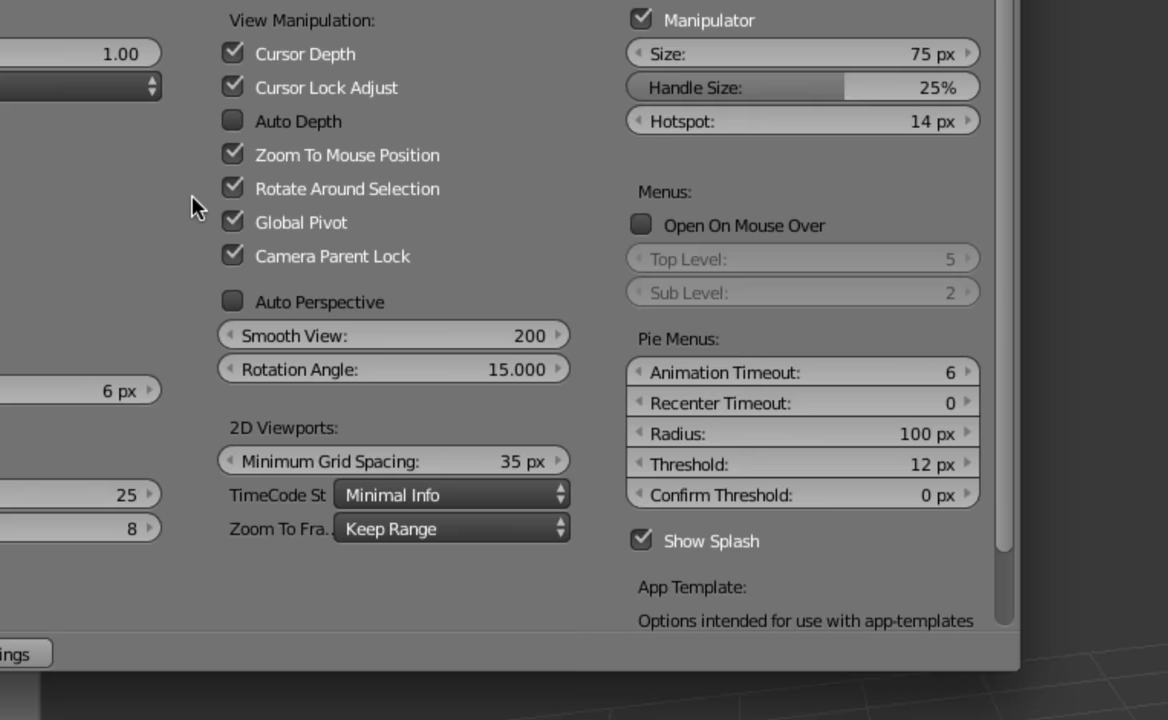 View Manipulation:
1.00
Cursor Depth
Cursor Lock Adjust
Auto Depth
Zoom To Mouse Position
Rotate Around Selection
Global Pivot
Camera Parent Lock
Auto Perspective
Smooth View: 200
Rotation Angle: 15.000
6 px
2D Viewports:
Minimum Grid Spacing: 35 px
25
TimeCode St Minimal Info
8
Zoom To Fra.. Keep Range
ings
Manipulator
Size: 75 px
Handle Size: 25%
Hotspot: 14 px
Menus:
Open On Mouse Over
Top Level: 5
Sub Level: 2
Pie Menus:
Animation Timeout: 6
Recenter Timeout: 0
Radius: 100 px
Threshold: 12 px
Confirm Threshold: 0 px
Show Splash
App Template:
Options intended for use with app-templates